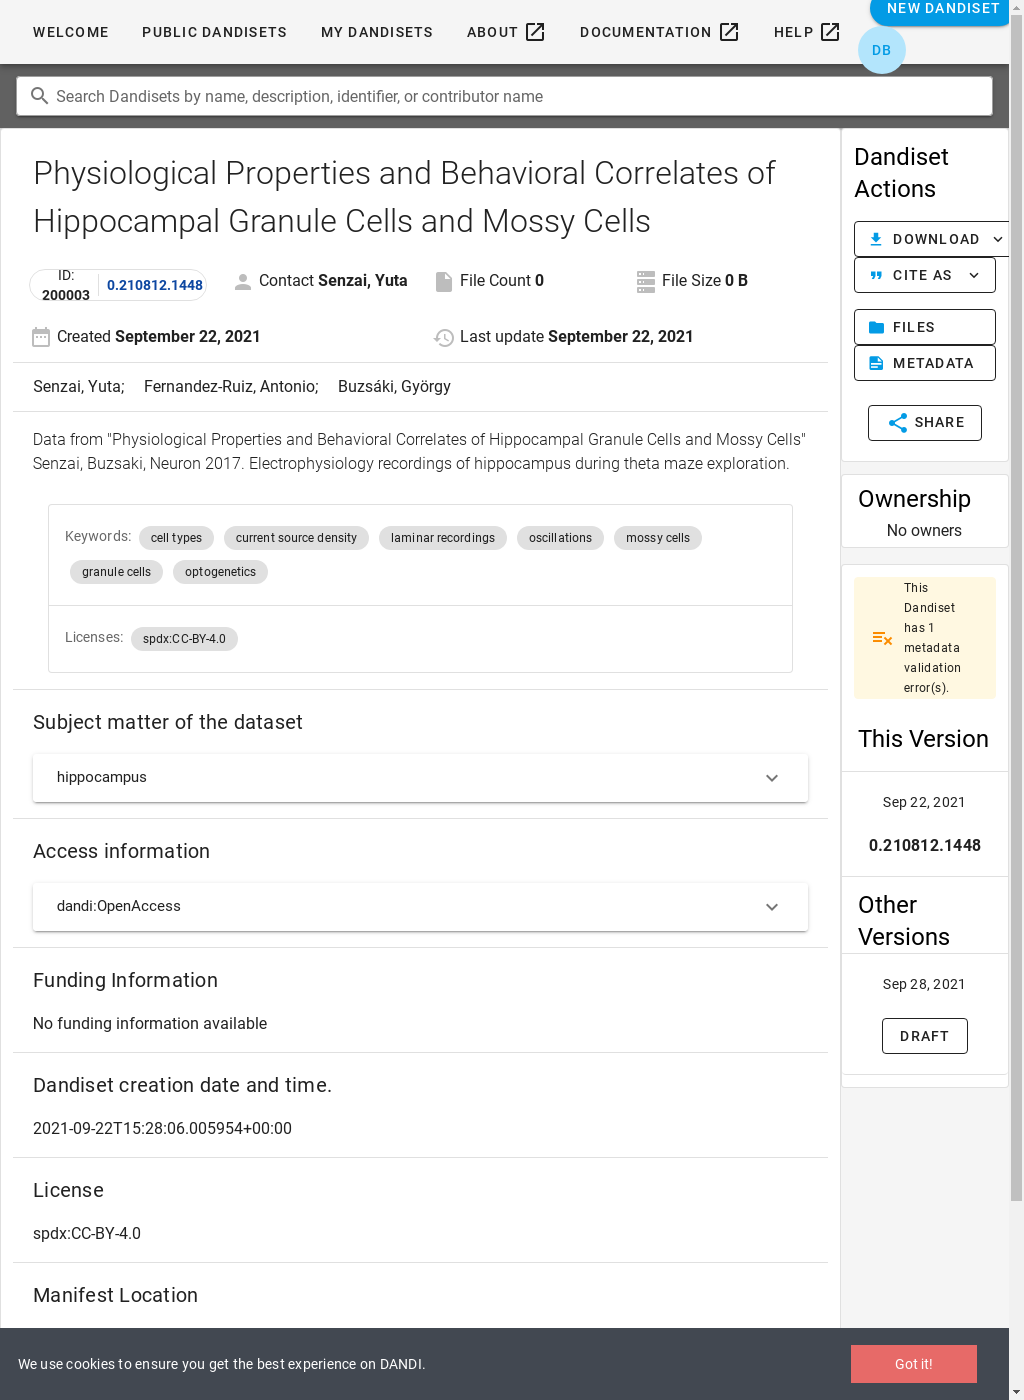 WELCOME
PUBLIC DANDISETS
MY DANDISETS
ABOUT
DOCUMENTATION
HELP
NEW DANDISET
DB
Search Dandisets by name, description, identifier, or contributor name
Physiological Properties and Behavioral Correlates of
Hippocampal Granule Cells and Mossy Cells
ID:
200003
0.210812.1448
Contact Senzai, Yuta
File Count 0
File Size 0 B
Created September 22, 2021
Last update September 22, 2021
Senzai, Yuta; Fernandez-Ruiz, Antonio; Buzsáki, György
Data from "Physiological Properties and Behavioral Correlates of Hippocampal Granule Cells and Mossy Cells"
Senzai, Buzsaki, Neuron 2017. Electrophysiology recordings of hippocampus during theta maze exploration.
Keywords: cell types current source density laminar recordings oscillations mossy cells
granule cells optogenetics
Licenses: spdx:CC-BY-4.0
Subject matter of the dataset
hippocampus
Access information
dandi:OpenAccess
Funding Information
No funding information available
Dandiset creation date and time.
2021-09-22T15:28:06.005954+00:00
License
spdx:CC-BY-4.0
Manifest Location
Dandiset
Actions
DOWNLOAD
CITE AS
FILES
METADATA
SHARE
Ownership
No owners
This
Dandiset
has 1
metadata
validation
error(s).
This Version
Sep 22, 2021
0.210812.1448
Other
Versions
Sep 28, 2021
DRAFT
We use cookies to ensure you get the best experience on DANDI.
Got it!